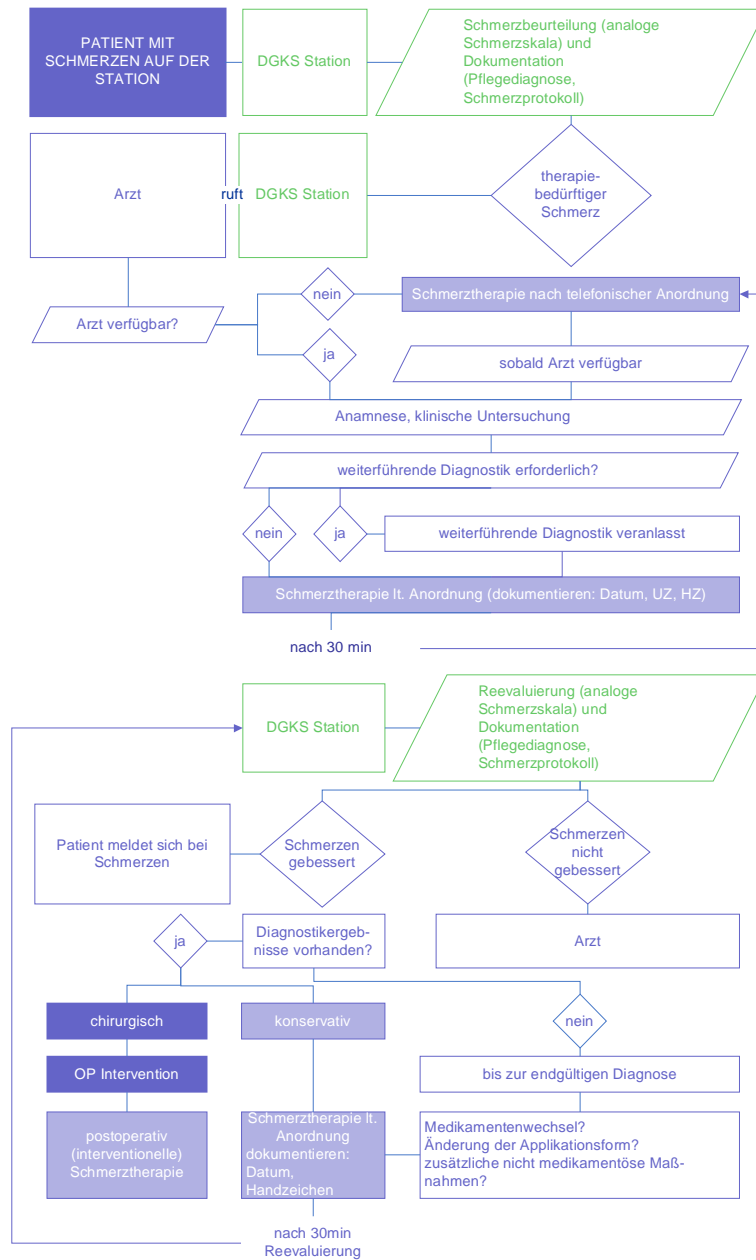 PATIENT MIT
SCHMERZEN AUF DER
STATION
DGKS Station
Schmerzbeurteilung (analoge
Schmerzskala) und
Dokumentation
(Pflegediagnose,
Schmerzprotokoll)
Arzt
ruft
DGKS Station
therapie-
bedürftiger
Schmerz
nein
Schmerztherapie nach telefonischer Anordnung
Arzt verfügbar?
ja
sobald Arzt verfügbar
Anamnese, klinische Untersuchung
weiterführende Diagnostik erforderlich?
nein
ja
weiterführende Diagnostik veranlasst
Schmerztherapie lt. Anordnung (dokumentieren: Datum, UZ, HZ)
nach 30 min
DGKS Station
Reevaluierung (analoge
Schmerzskala) und
Dokumentation
(Pflegediagnose,
Schmerzprotokoll)
Patient meldet sich bei
Schmerzen
Schmerzen
gebessert
Schmerzen
nicht
gebessert
ja
Diagnostikergeb-
nisse vorhanden?
Arzt
chirurgisch
konservativ
nein
OP Intervention
bis zur endgültigen Diagnose
postoperativ
(interventionelle)
Schmerztherapie
Schmerztherapie lt.
Anordnung
dokumentieren:
Datum,
Handzeichen
Medikamentenwechsel?
Änderung der Applikationsform?
zusätzliche nicht medikamentöse Maß-
nahmen?
nach 30min
Reevaluierung